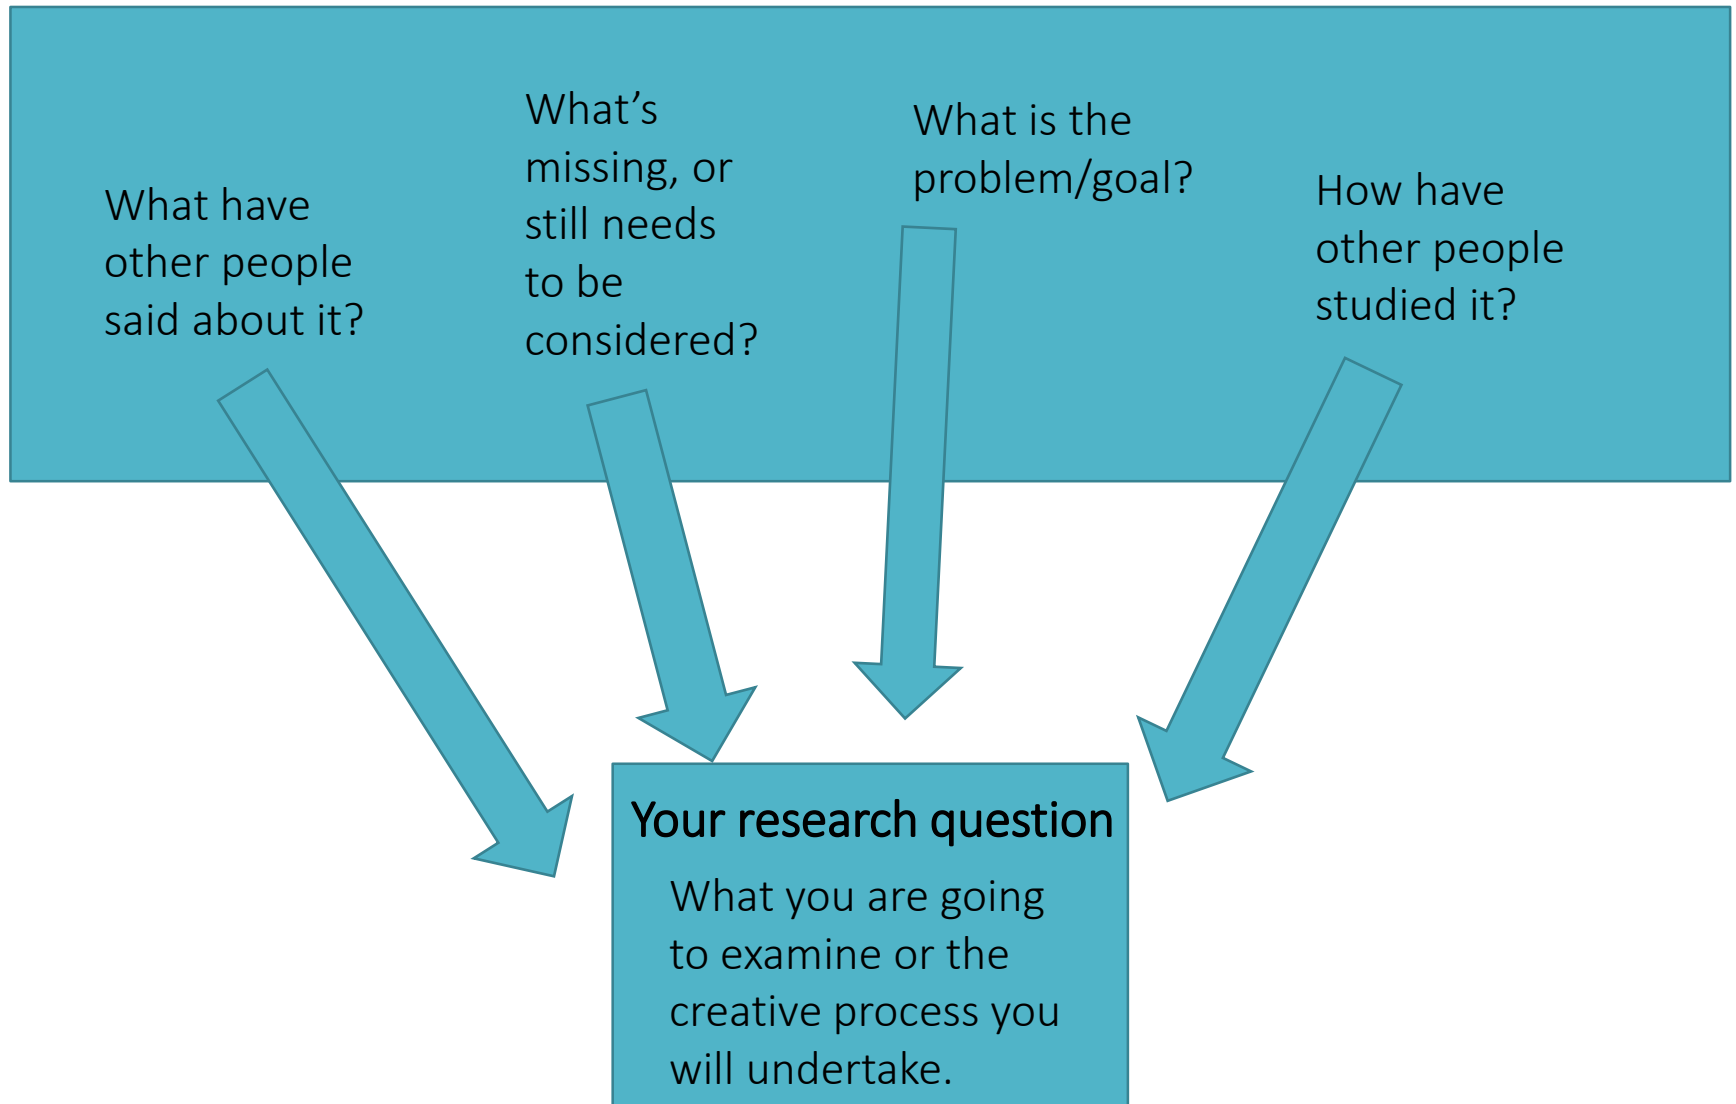 What have
other people
said about it?
What’s
missing, or
still needs
to be
considered?
What is the
problem/goal?
How have
other people
studied it?
Your research question
What you are going
to examine or the
creative process you
will undertake.